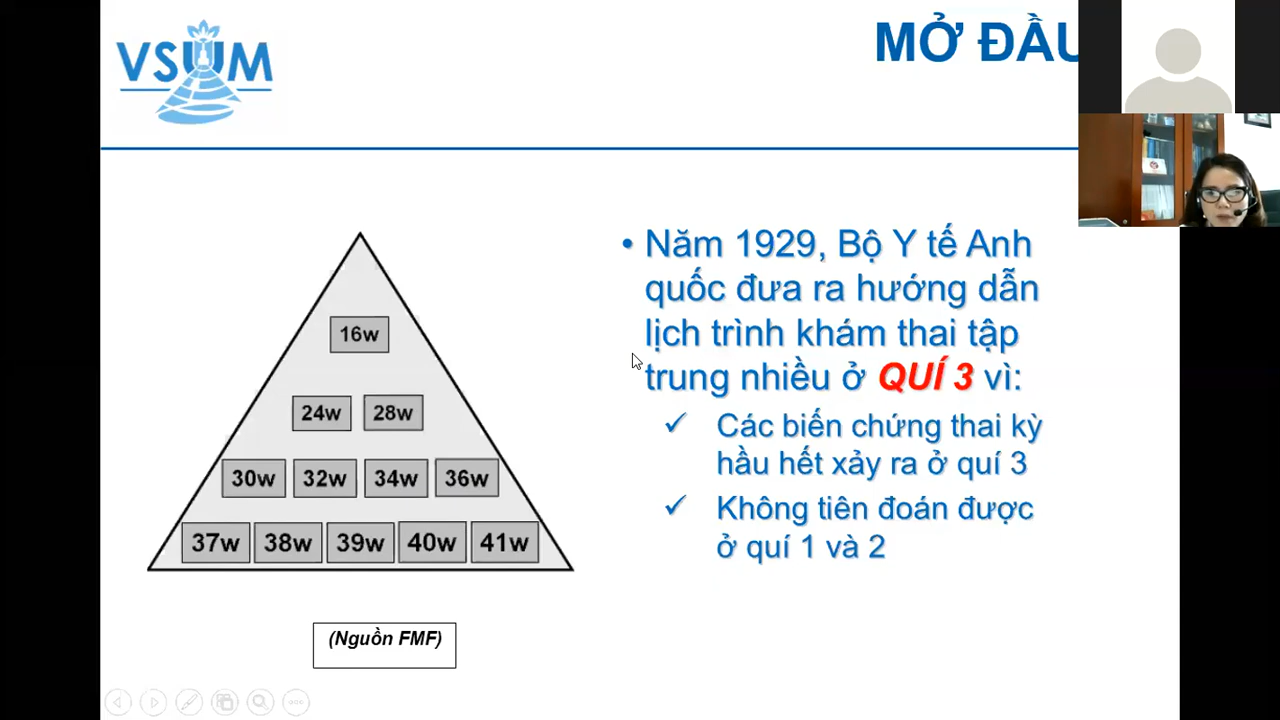 VSUM
MỞ ĐẦU
16w
24w 28w
30w 32w 34w 36w
37w 38w 39w 40w 41w
(Nguồn FMF)
• Năm 1929, Bộ Y tế Anh
quốc đưa ra hướng dẫn
lịch trình khám thai tập
trung nhiều ở QUÍ 3 vì:
✓ Các biến chứng thai kỳ
hầu hết xảy ra ở quí 3
✓ Không tiên đoán được
ở quí 1 và 2